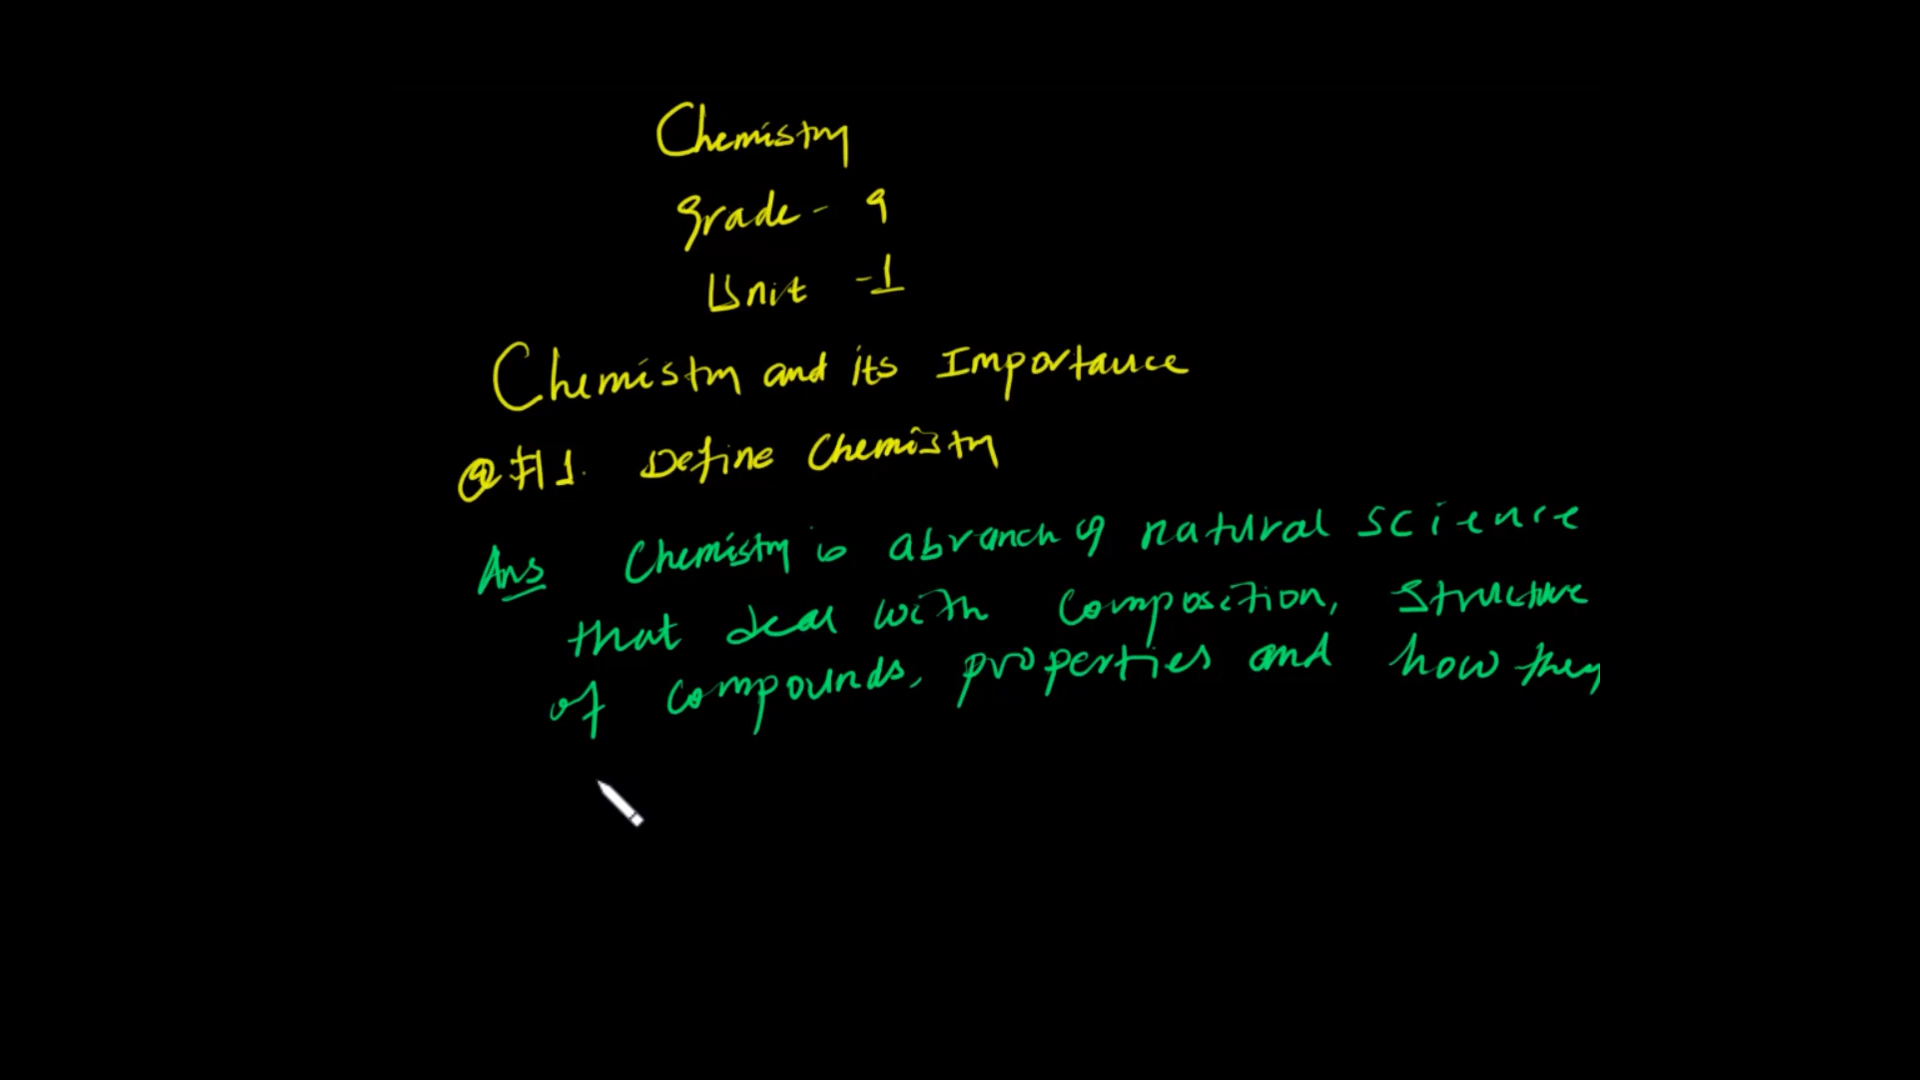 Chemistry
Grade - 9
Unit - 1
Chemistry and its Importance
Q#1. Define Chemistry
Ans Chemistry is a branch of natural science
that deal with composition, structure
of compounds, properties and how they